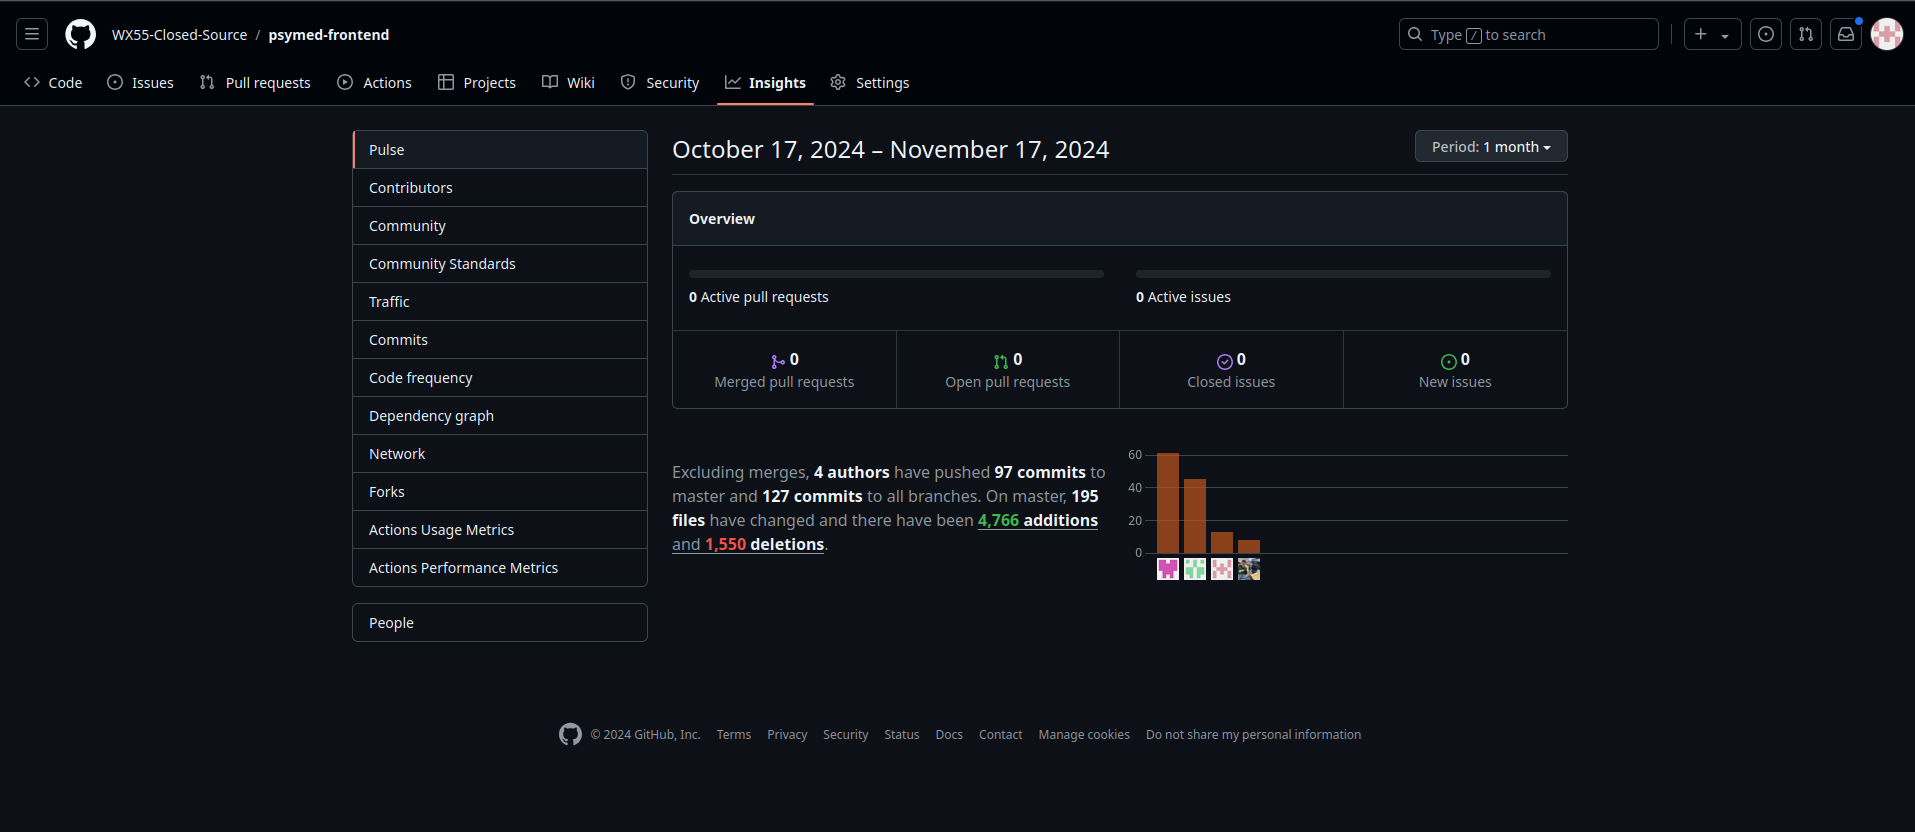 WX55-Closed-Source / psymed-frontend
Type / to search
Code Issues Pull requests Actions Projects Wiki Security Insights Settings
Pulse
Contributors
Community
Community Standards
Traffic
Commits
Code frequency
Dependency graph
Network
Forks
Actions Usage Metrics
Actions Performance Metrics
People
October 17, 2024 – November 17, 2024
Period: 1 month
Overview
0 Active pull requests
0 Active issues
0
Merged pull requests
0
Open pull requests
0
Closed issues
0
New issues
Excluding merges, 4 authors have pushed 97 commits to
master and 127 commits to all branches. On master, 195
files have changed and there have been 4,766 additions
and 1,550 deletions.
60
40
20
0
© 2024 GitHub, Inc. Terms Privacy Security Status Docs Contact Manage cookies Do not share my personal information